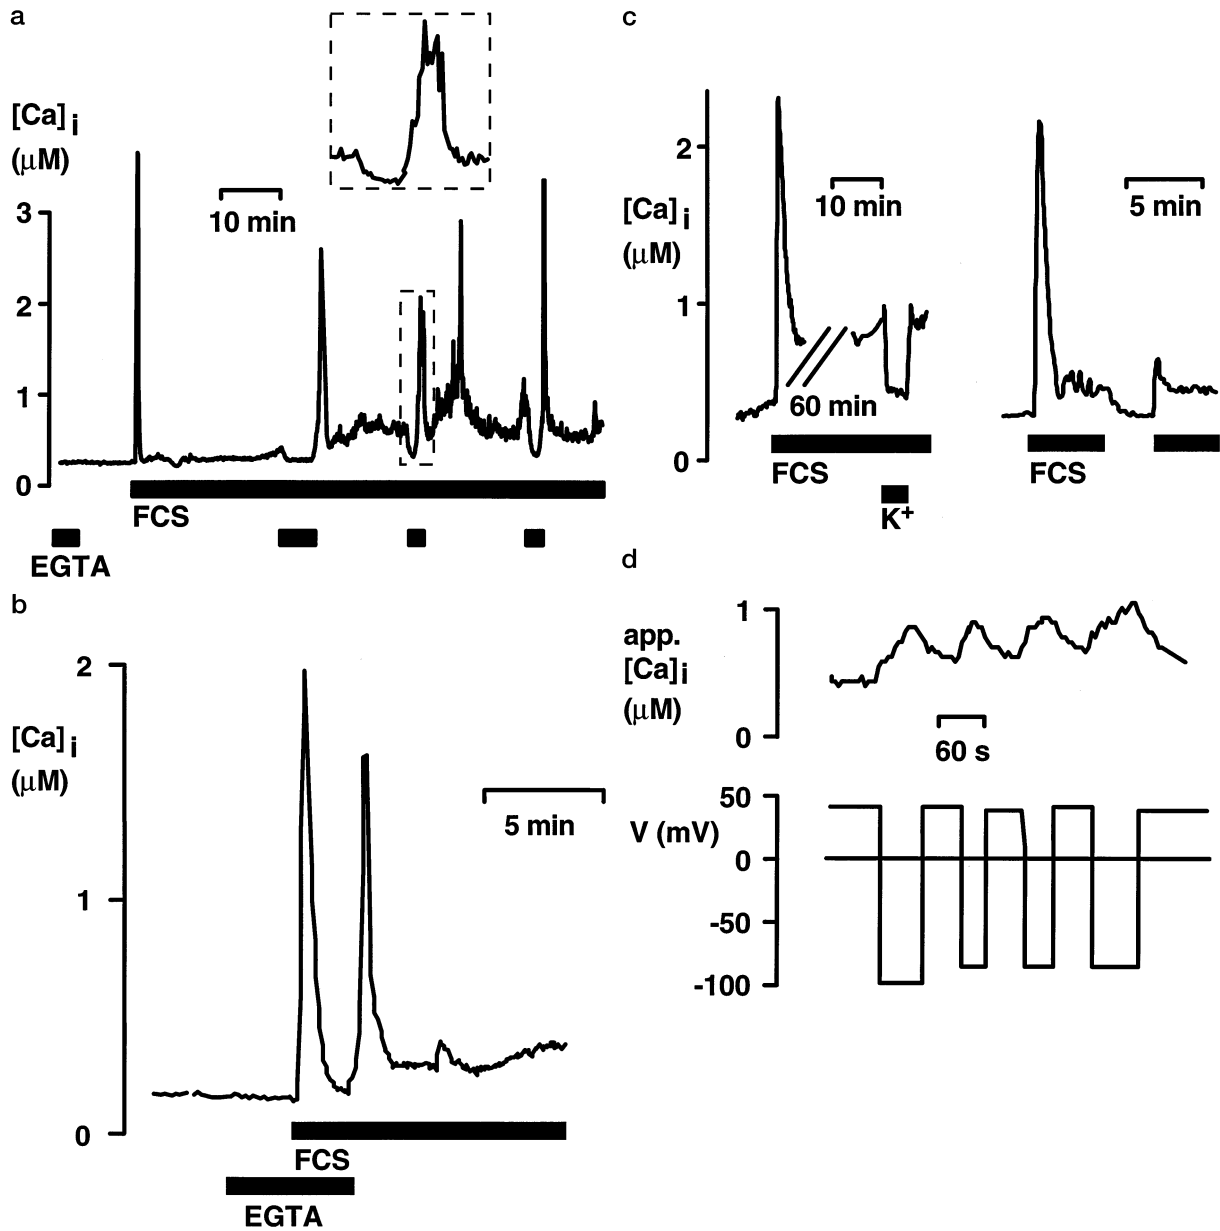 a
[Ca]i
(μM)
10 min
3
2
1
0
FCS
EGTA
b
2
[Ca]i
(μM)
5 min
1
0
FCS
EGTA
c
2
[Ca]i
(μM)
10 min
5 min
1
60 min
0
FCS
FCS
K+
d
1
app.
[Ca]i
(μM)
0
60 s
50
V (mV)
0
-50
-100